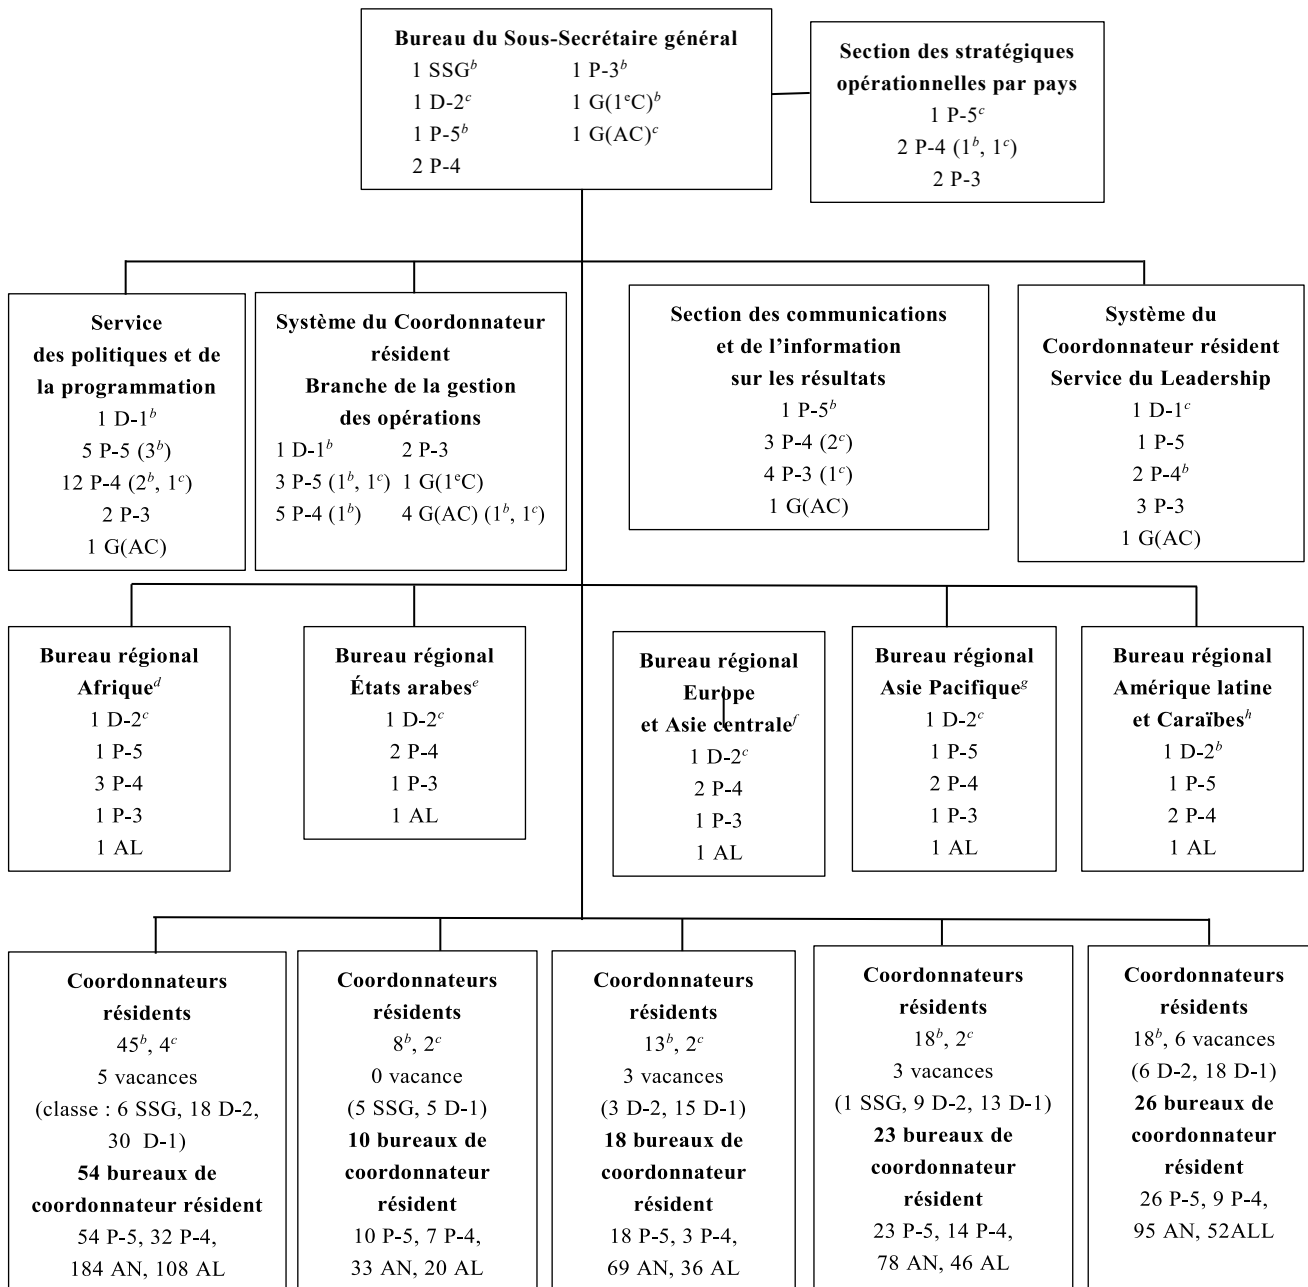 Bureau du Sous-Secrétaire général
1 SSGᵇ 1 P-3ᵇ
1 D-2ᶜ 1 G(1ᵉC)ᵇ
1 P-5ᵇ 1 G(AC)ᶜ
2 P-4
Section des stratégiques
opérationnelles par pays
1 P-5ᶜ
2 P-4 (1ᵇ, 1ᶜ)
2 P-3
Service
des politiques et de
la programmation
1 D-1ᵇ
5 P-5 (3ᵇ)
12 P-4 (2ᵇ, 1ᶜ)
2 P-3
1 G(AC)
Système du Coordonnateur
résident
Branche de la gestion
des opérations
1 D-1ᵇ 2 P-3
3 P-5 (1ᵇ, 1ᶜ) 1 G(1ᵉC)
5 P-4 (1ᵇ) 4 G(AC) (1ᵇ, 1ᶜ)
Section des communications
et de l’information
sur les résultats
1 P-5ᵇ
3 P-4 (2ᶜ)
4 P-3 (1ᶜ)
1 G(AC)
Système du
Coordonnateur résident
Service du Leadership
1 D-1ᶜ
1 P-5
2 P-4ᵇ
3 P-3
1 G(AC)
Bureau régional
Afriqueᵈ
1 D-2ᶜ
1 P-5
3 P-4
1 P-3
1 AL
Bureau régional
États arabesᵉ
1 D-2ᶜ
2 P-4
1 P-3
1 AL
Bureau régional
Europe
et Asie centraleᶠ
1 D-2ᶜ
2 P-4
1 P-3
1 AL
Bureau régional
Asie Pacifiqueᵍ
1 D-2ᶜ
1 P-5
2 P-4
1 P-3
1 AL
Bureau régional
Amérique latine
et Caraïbesʰ
1 D-2ᵇ
1 P-5
2 P-4
1 AL
Coordonnateurs
résidents
45ᵇ, 4ᶜ
5 vacances
(classe : 6 SSG, 18 D-2,
30 D-1)
54 bureaux de
coordonnateur résident
54 P-5, 32 P-4,
184 AN, 108 AL
Coordonnateurs
résidents
8ᵇ, 2ᶜ
0 vacance
(5 SSG, 5 D-1)
10 bureaux de
coordonnateur
résident
10 P-5, 7 P-4,
33 AN, 20 AL
Coordonnateurs
résidents
13ᵇ, 2ᶜ
3 vacances
(3 D-2, 15 D-1)
18 bureaux de
coordonnateur
résident
18 P-5, 3 P-4,
69 AN, 36 AL
Coordonnateurs
résidents
18ᵇ, 2ᶜ
3 vacances
(1 SSG, 9 D-2, 13 D-1)
23 bureaux de
coordonnateur
résident
23 P-5, 14 P-4,
78 AN, 46 AL
Coordonnateurs
résidents
18ᵇ, 6 vacances
(6 D-2, 18 D-1)
26 bureaux de
coordonnateur
résident
26 P-5, 9 P-4,
95 AN, 52ALL